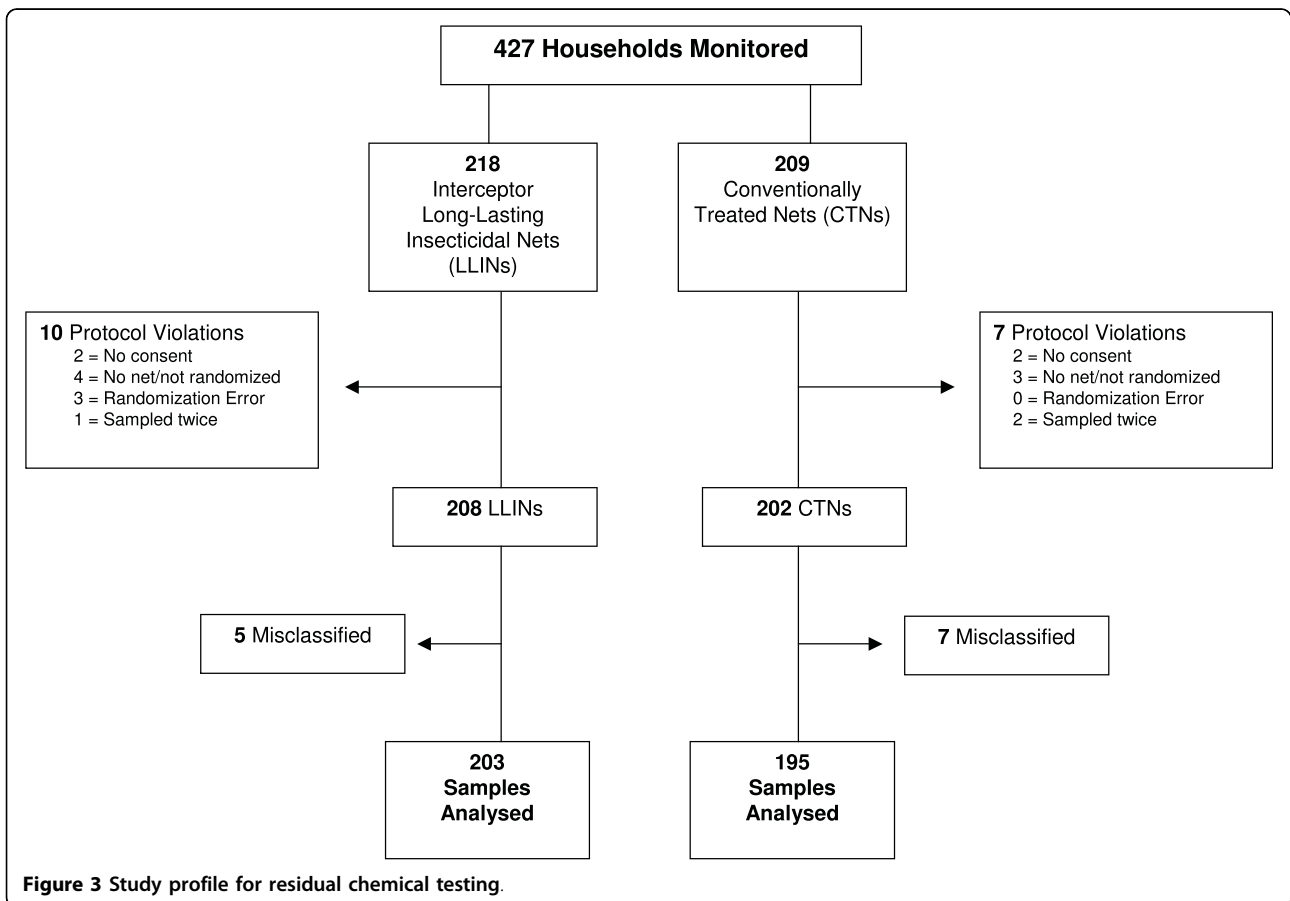 427 Households Monitored
218
Interceptor
Long-Lasting
Insecticidal Nets
(LLINs)
209
Conventionally
Treated Nets (CTNs)
10 Protocol Violations
2 = No consent
4 = No net/not randomized
3 = Randomization Error
1 = Sampled twice
7 Protocol Violations
2 = No consent
3 = No net/not randomized
0 = Randomization Error
2 = Sampled twice
208 LLINs
202 CTNs
5 Misclassified
7 Misclassified
203
Samples
Analysed
195
Samples
Analysed
Figure 3 Study profile for residual chemical testing.